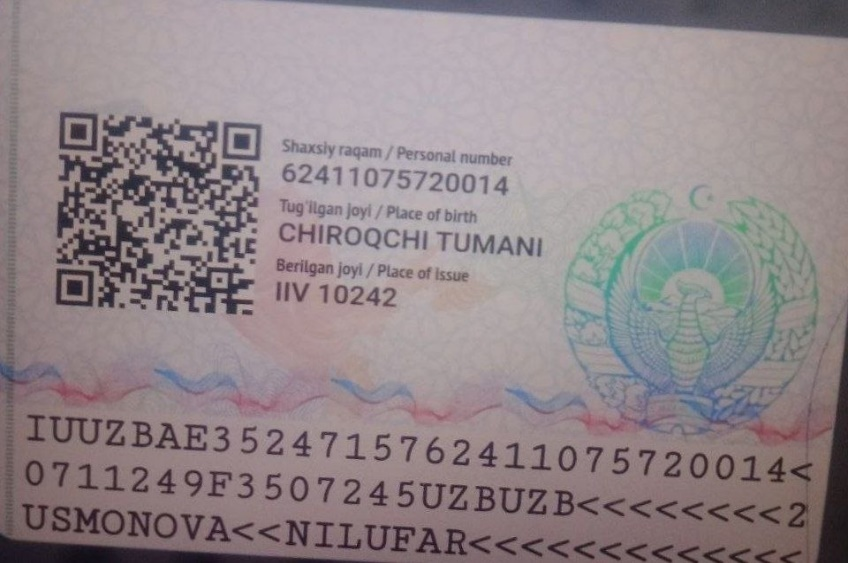 Shaxsiy raqam / Personal number
62411075720014
Tug'ilgan joyi / Place of birth
CHIROQCHI TUMANI
Berilgan joyi / Place of issue
IIV 10242
IUUZBAE3524715762411075720014<
0711249F3507245UZBUZB<<<<<<<<2
USMONOVA<<NILUFAR<<<<<<<<<<<<<